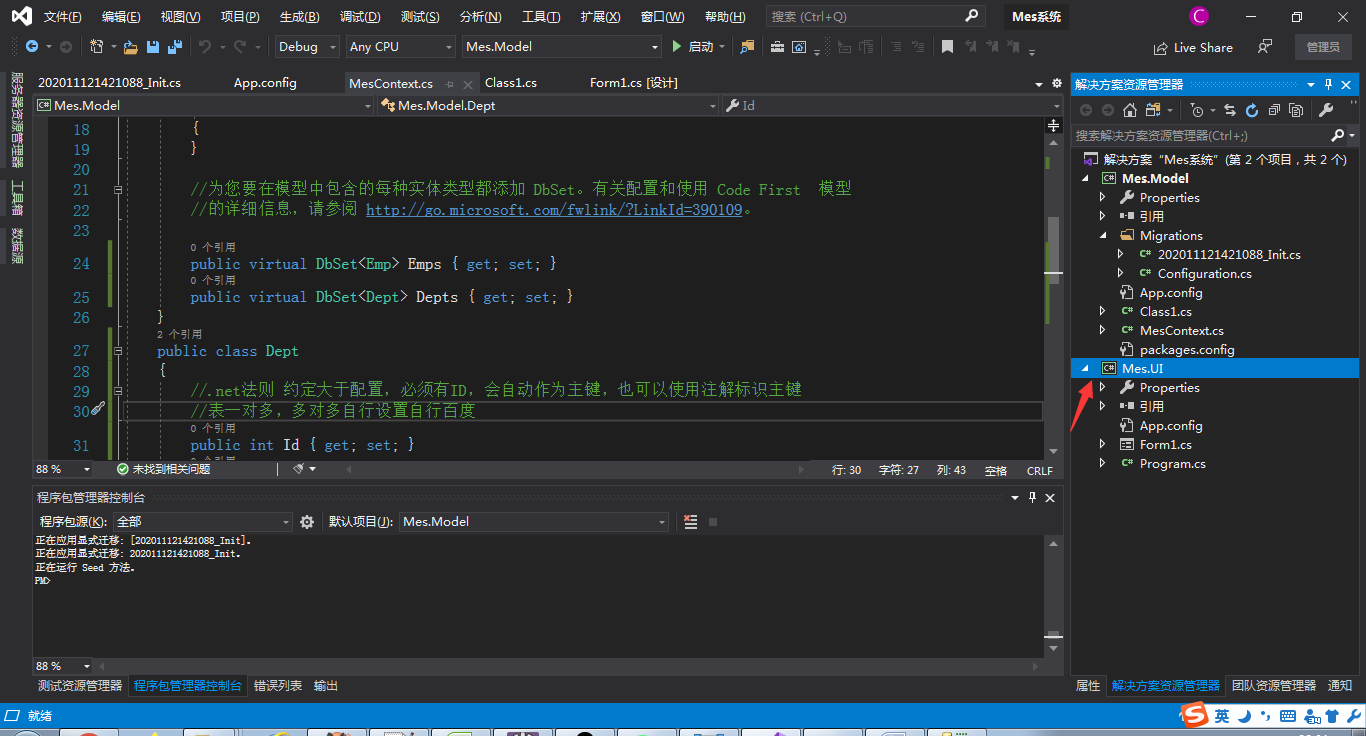 文件(F) 编辑(E) 视图(V) 项目(P) 生成(B) 调试(D) 测试(S) 分析(N) 工具(T) 扩展(X) 窗口(W) 帮助(H) 搜索 (Ctrl+Q) Mes系统 C
Debug Any CPU Mes.Model 启动 Live Share 管理员
服务器资源管理器
工具箱
数据源
202011121421088_Init.cs App.config MesContext.cs Class1.cs Form1.cs [设计]
Mes.Model Mes.Model.Dept Id
18 {
19 }
20
21 //为您要在模型中包含的每种实体类型都添加 DbSet。有关配置和使用 Code First  模型
22 //的详细信息，请参阅 http://go.microsoft.com/fwlink/?LinkId=390109。
23
0 个引用
24 public virtual DbSet<Emp> Emps { get; set; }
0 个引用
25 public virtual DbSet<Dept> Depts { get; set; }
26 }
2 个引用
27 public class Dept
28 {
29 //.net法则 约定大于配置，必须有ID，会自动作为主键，也可以使用注解标识主键
30 //表一对多，多对多自行设置自行百度
0 个引用
31 public int Id { get; set; }
88 % 未找到相关问题 行: 30 字符: 27 列: 43 空格 CRLF
程序包管理器控制台
程序包源(K): 全部 默认项目(J): Mes.Model
正在应用显式迁移: [202011121421088_Init].
正在应用显式迁移: 202011121421088_Init.
正在运行 Seed 方法.
PM>
88 %
测试资源管理器 程序包管理器控制台 错误列表 输出
解决方案资源管理器
搜索解决方案资源管理器(Ctrl+;)
解决方案"Mes系统"(第 2 个项目，共 2 个)
Mes.Model
Properties
引用
Migrations
202011121421088_Init.cs
Configuration.cs
App.config
Class1.cs
MesContext.cs
packages.config
Mes.UI
Properties
引用
App.config
Form1.cs
Program.cs
属性 解决方案资源管理器 团队资源管理器 通知
就绪
S 英